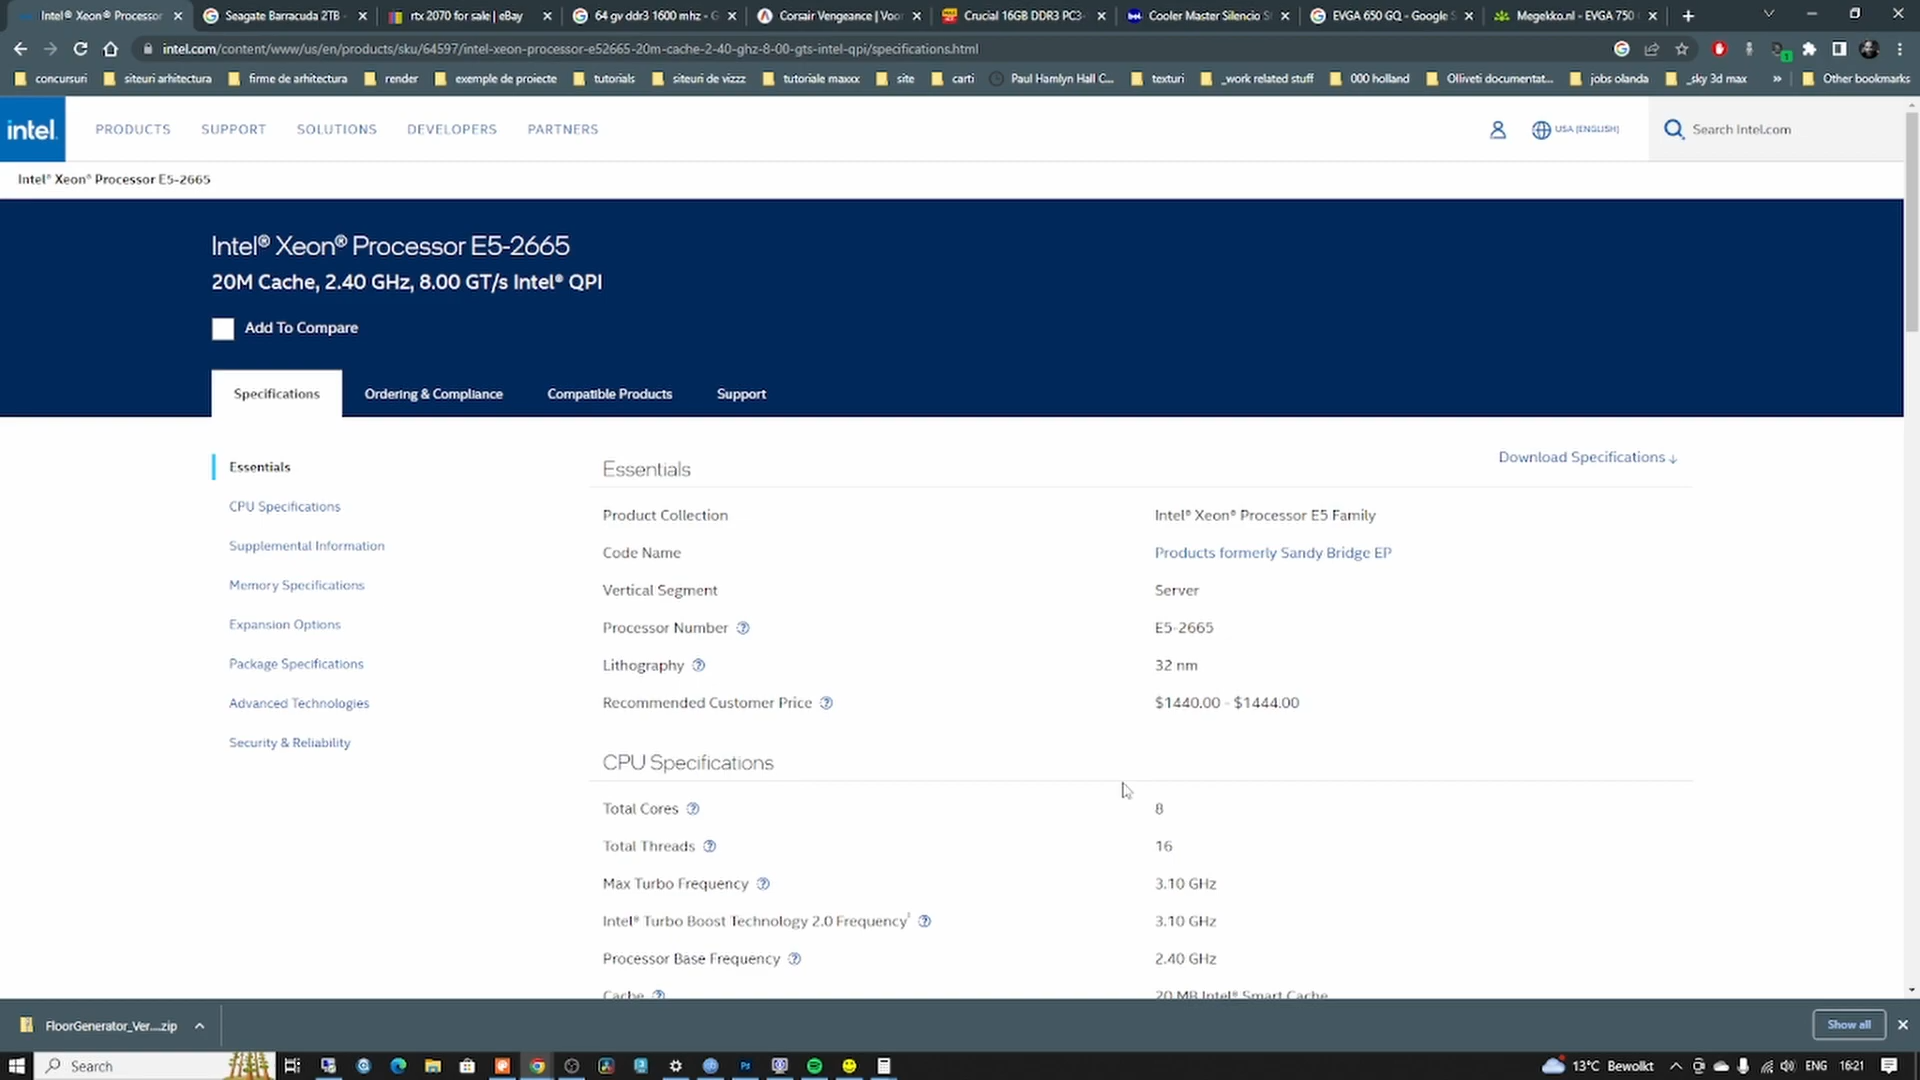 Intel® Xeon® Processor
Seagate Barracuda 2TB -
rtx 2070 for sale | eBay
64 gv ddr3 1600 mhz - G
Corsair Vengeance | Voor
Crucial 16GB DDR3 PC3-
Cooler Master Silencio S
EVGA 650 GQ - Google S
Megekko.nl - EVGA 750
intel.com/content/www/us/en/products/sku/64597/intel-xeon-processor-e52665-20m-cache-2-40-ghz-8-00-gts-intel-qpi/specifications.html
concursuri
siteuri arhitectura
firme de arhitectura
render
exemple de proiecte
tutorials
siteuri de vizzz
tutoriale maxxx
site
carti
Paul Hamlyn Hall C...
texturi
_work related stuff
000 holland
Olliveti documentat...
jobs olanda
_sky 3d max
»
Other bookmarks
intel.
PRODUCTS
SUPPORT
SOLUTIONS
DEVELOPERS
PARTNERS
USA (ENGLISH)
Search Intel.com
Intel® Xeon® Processor E5-2665
Intel® Xeon® Processor E5-2665
20M Cache, 2.40 GHz, 8.00 GT/s Intel® QPI
Add To Compare
Specifications
Ordering & Compliance
Compatible Products
Support
Essentials
CPU Specifications
Supplemental Information
Memory Specifications
Expansion Options
Package Specifications
Advanced Technologies
Security & Reliability
Download Specifications ↓
Essentials
Product Collection Intel® Xeon® Processor E5 Family
Code Name Products formerly Sandy Bridge EP
Vertical Segment Server
Processor Number ? E5-2665
Lithography ? 32 nm
Recommended Customer Price ? $1440.00 - $1444.00
CPU Specifications
Total Cores ? 8
Total Threads ? 16
Max Turbo Frequency ? 3.10 GHz
Intel® Turbo Boost Technology 2.0 Frequency‡ ? 3.10 GHz
Processor Base Frequency ? 2.40 GHz
Cache ? 20 MB Intel® Smart Cache
FloorGenerator_Ver....zip
Show all
Search
13°C Bewolkt
ENG
16:21